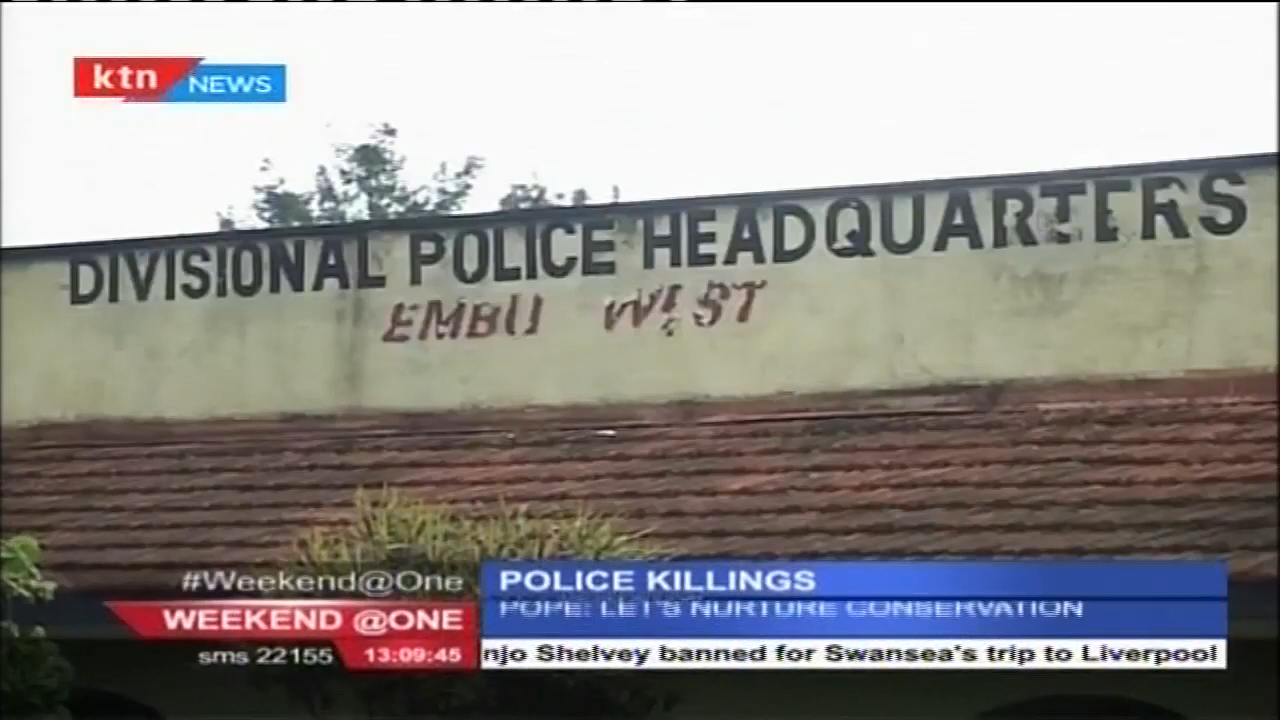 ktn NEWS
DIVISIONAL POLICE HEADQUARTERS
EMBU WEST
#Weekend@One
POLICE KILLINGS
WEEKEND @ONE
POPE: LET'S NURTURE CONSERVATION
sms 22155 13:09:45
njo Shelvey banned for Swansea's trip to Liverpool